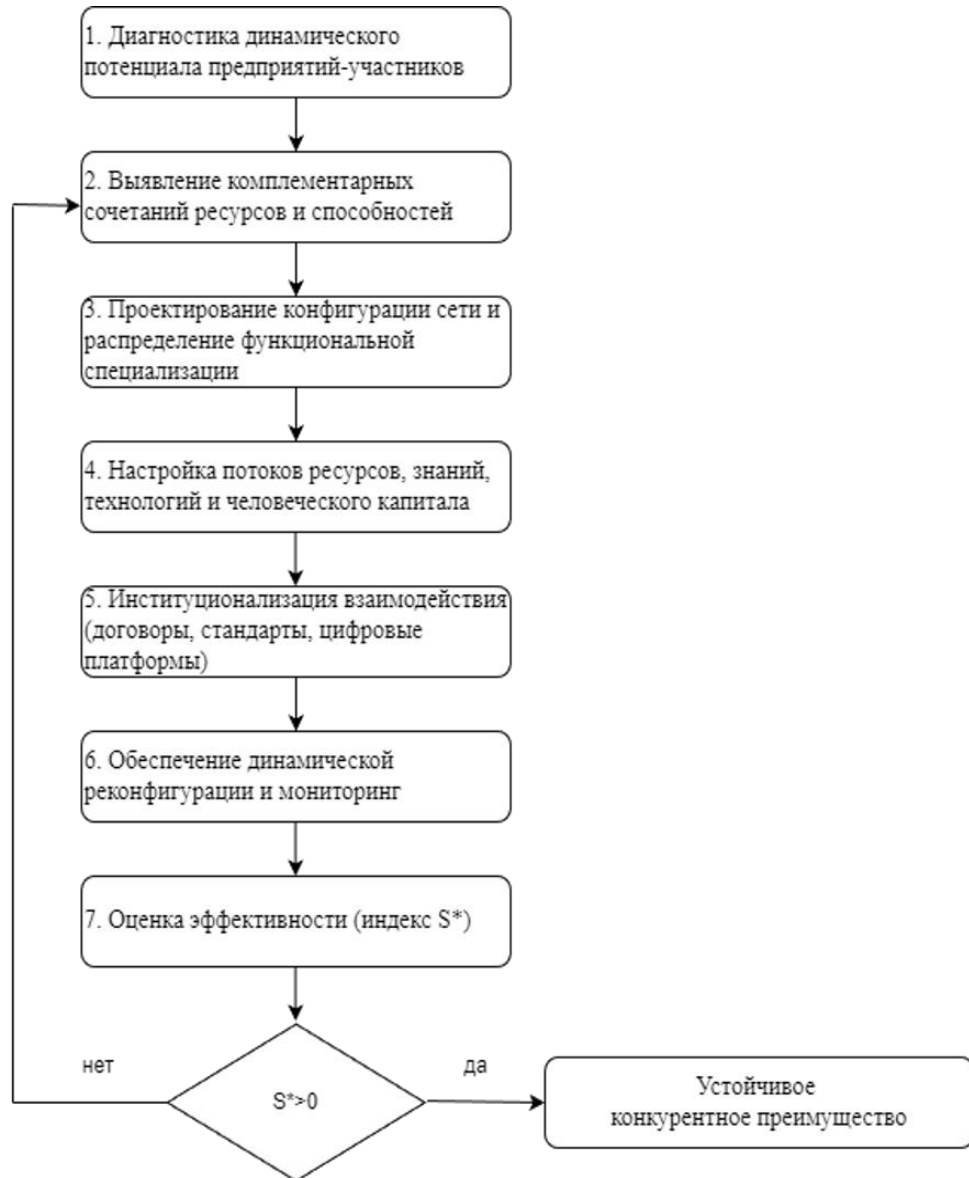 1. Диагностика динамического
потенциала предприятий-участников
2. Выявление комплементарных
сочетаний ресурсов и способностей
3. Проектирование конфигурации сети и
распределение функциональной
специализации
4. Настройка потоков ресурсов, знаний,
технологий и человеческого капитала
5. Институционализация взаимодействия
(договоры, стандарты, цифровые
платформы)
6. Обеспечение динамической
реконфигурации и мониторинг
7. Оценка эффективности (индекс S*)
нет
S*>0
да
Устойчивое
конкурентное преимущество